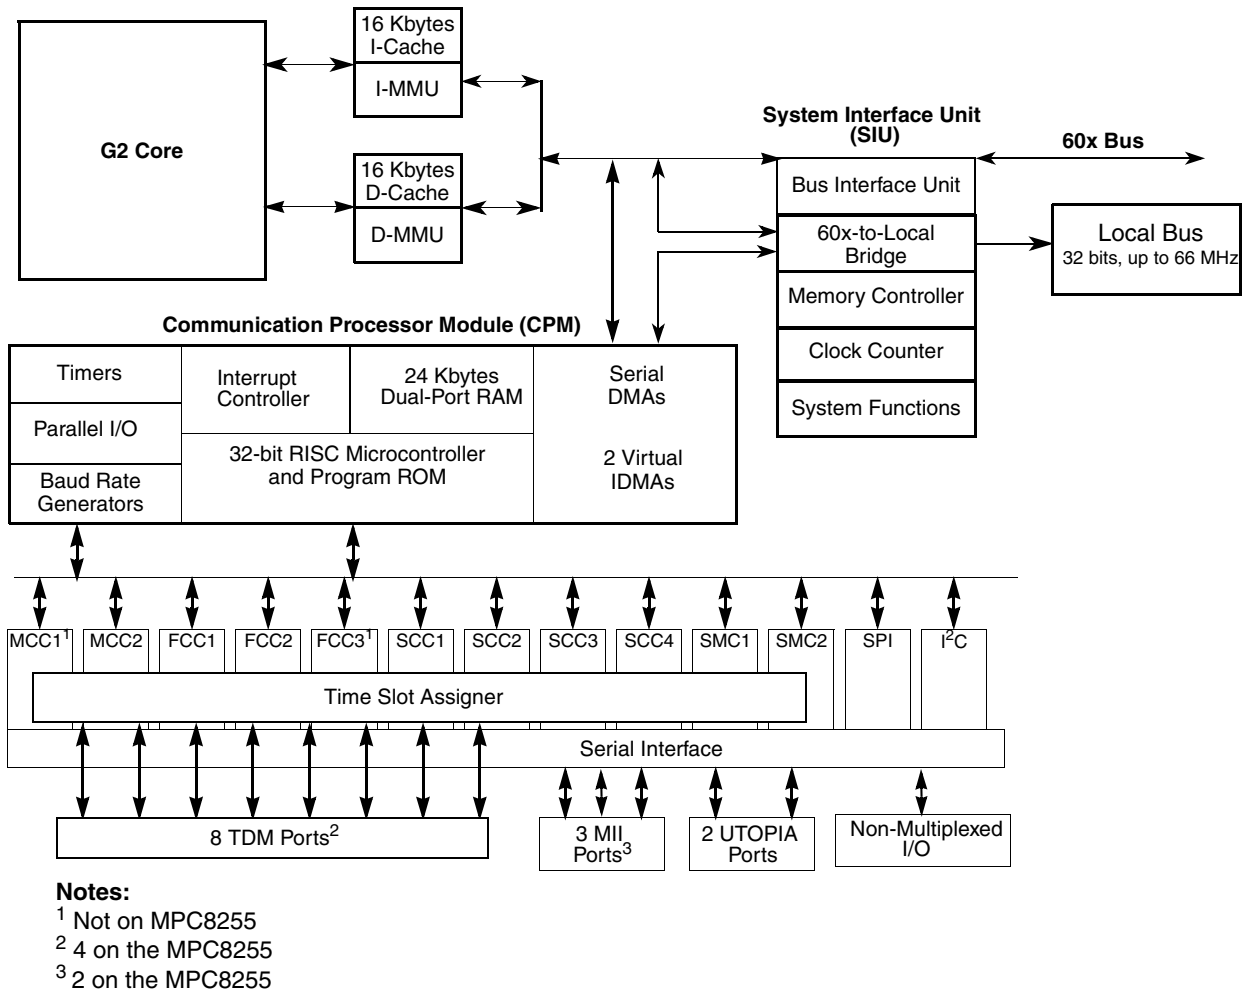 16 Kbytes
I-Cache
I-MMU
G2 Core
16 Kbytes
D-Cache
D-MMU
System Interface Unit
(SIU)
60x Bus
Bus Interface Unit
60x-to-Local
Bridge
Memory Controller
Clock Counter
System Functions
Local Bus
32 bits, up to 66 MHz
Communication Processor Module (CPM)
Timers
Parallel I/O
Baud Rate
Generators
Interrupt
Controller
24 Kbytes
Dual-Port RAM
32-bit RISC Microcontroller
and Program ROM
Serial
DMAs
2 Virtual
IDMAs
MCC1¹ MCC2 FCC1 FCC2 FCC3¹ SCC1 SCC2 SCC3 SCC4 SMC1 SMC2 SPI I²C
Time Slot Assigner
Serial Interface
8 TDM Ports²
3 MII
Ports³
2 UTOPIA
Ports
Non-Multiplexed
I/O
Notes:
¹ Not on MPC8255
² 4 on the MPC8255
³ 2 on the MPC8255